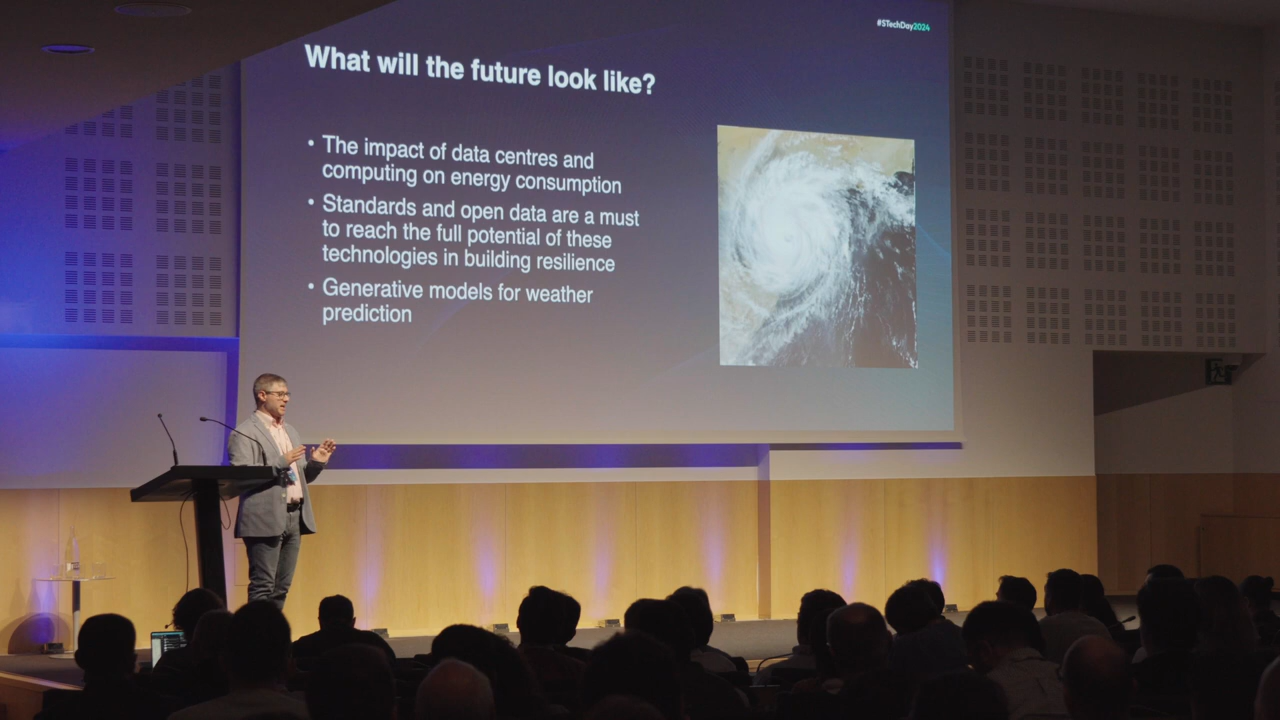 #STechDay2024
What will the future look like?
• The impact of data centres and
computing on energy consumption
• Standards and open data are a must
to reach the full potential of these
technologies in building resilience
• Generative models for weather
prediction